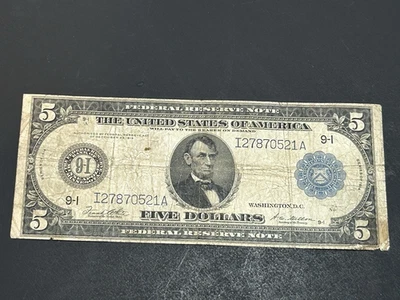 FEDERAL RESERVE NOTE
5 THE UNITED STATES OF AMERICA 5
WILL PAY TO THE BEARER ON DEMAND
I27870521A 9-I
9-I
9-I I27870521A
WASHINGTON, D.C.
5 FIVE DOLLARS 5
FEDERAL RESERVE NOTE